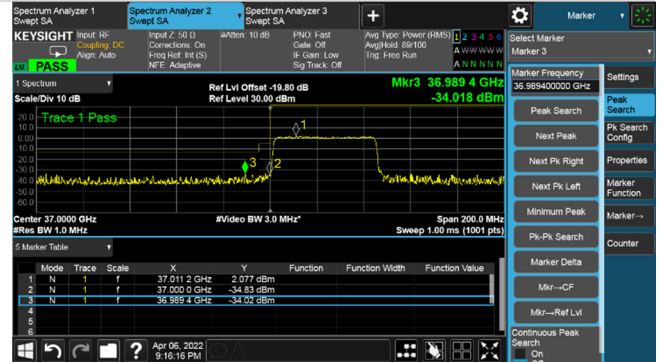 Spectrum Analyzer 1
Swept SA
Spectrum Analyzer 2
Swept SA
Spectrum Analyzer 3
Swept SA
Marker
KEYSIGHT
Input: RF
Coupling: DC
Align: Auto
Input Z: 50 Ω
Corrections: On
Freq Ref: Int (S)
NFE: Adaptive
#Atten: 10 dB
PNO: Fast
Gate: Off
IF Gain: Low
Sig Track: Off
Avg Type: Power (RMS)
Avg|Hold: 89/100
Trig: Free Run
1 2 3 4 5 6
A W W W W W
A N N N N N
LXI
PASS
Select Marker
Marker 3
1 Spectrum
Scale/Div 10 dB
Ref Lvl Offset -19.80 dB
Ref Level 30.00 dBm
Mkr3 36.989 4 GHz
-34.018 dBm
Trace 1 Pass
20.0
10.0
0.00
-10.0
-20.0
-30.0
-40.0
-50.0
-60.0
1
2
3
Center 37.0000 GHz
#Res BW 1.0 MHz
#Video BW 3.0 MHz*
Span 200.0 MHz
Sweep 1.00 ms (1001 pts)
5 Marker Table
Mode Trace Scale X Y Function Function Width Function Value
1 N 1 f 37.011 2 GHz 2.077 dBm
2 N 1 f 37.000 0 GHz -34.83 dBm
3 N 1 f 36.989 4 GHz -34.02 dBm
4
5
6
Marker Frequency
36.989400000 GHz
Peak Search
Next Peak
Next Pk Right
Next Pk Left
Minimum Peak
Pk-Pk Search
Marker Delta
Mkr→CF
Mkr→Ref Lvl
Continuous Peak
Search
On
Off
Settings
Peak
Search
Pk Search
Config
Properties
Marker
Function
Marker→
Counter
?
Apr 06, 2022
9:16:16 PM